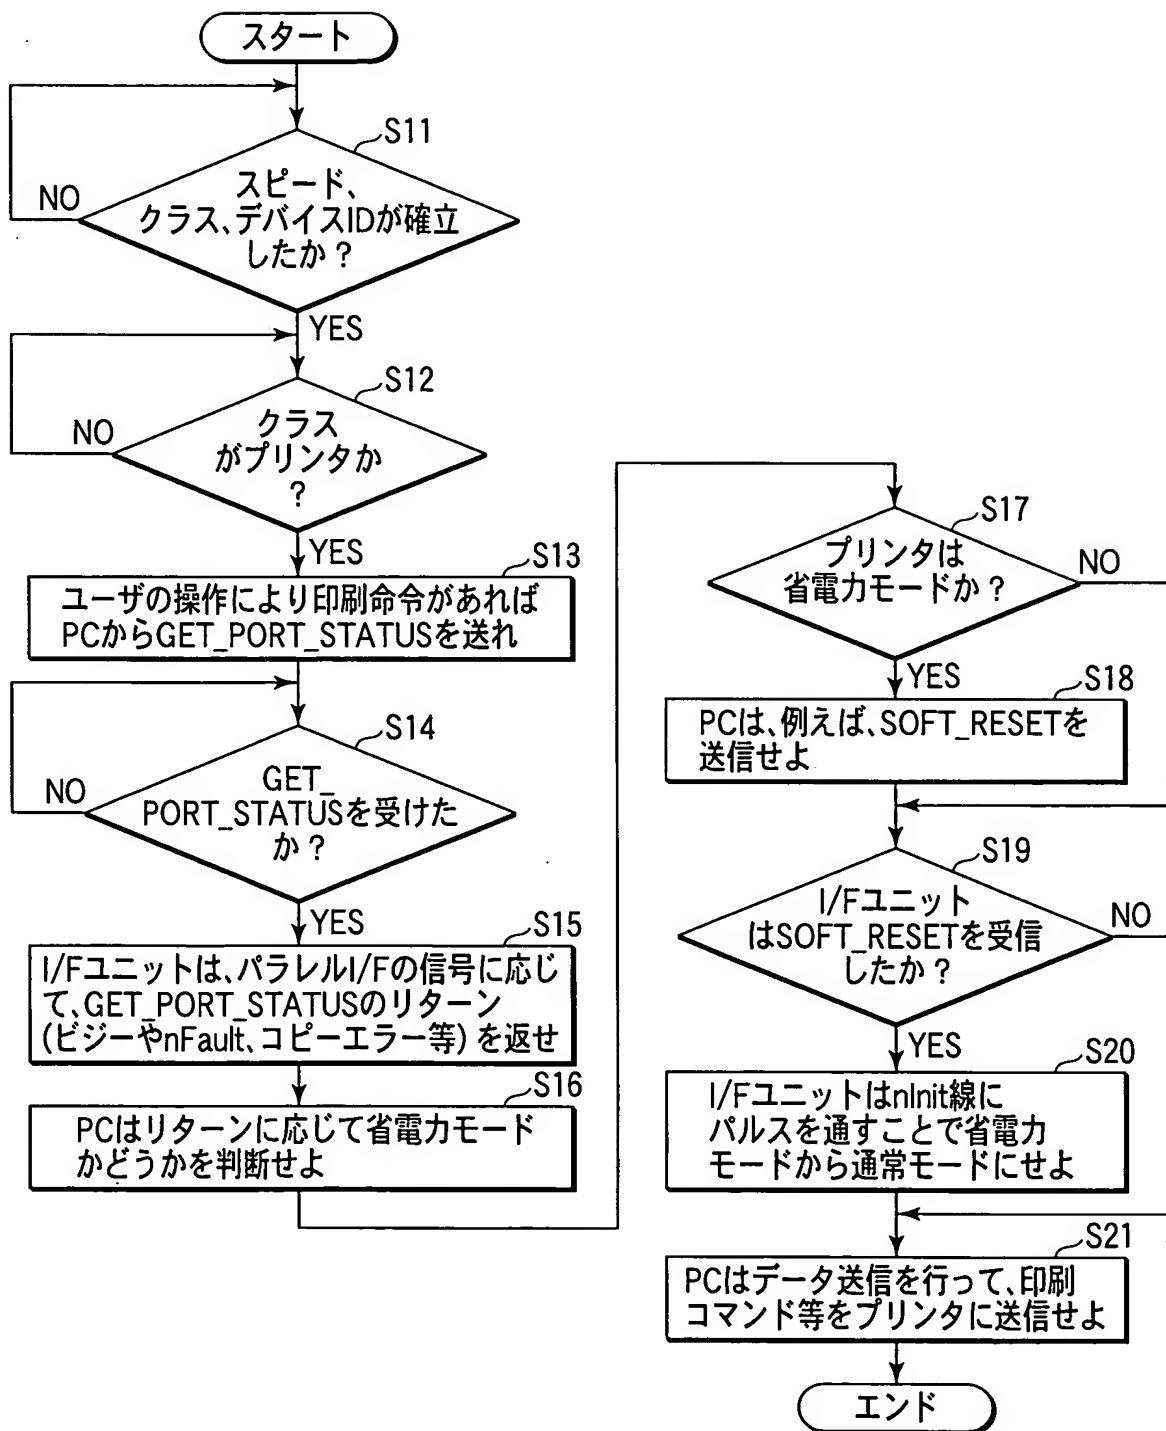 スタート
S11
スピード、
クラス、デバイスIDが確立
したか?
NO
YES
S12
クラス
がプリンタか
?
NO
YES
S13
ユーザの操作により印刷命令があれば
PCからGET_PORT_STATUSを送れ
S14
GET_
PORT_STATUSを受けた
か?
NO
YES
S15
I/Fユニットは、パラレルI/Fの信号に応じ
て、GET_PORT_STATUSのリターン
(ビジーやnFault、コピーエラー等)を返せ
S16
PCはリターンに応じて省電力モード
かどうかを判断せよ
S17
プリンタは
省電力モードか?
NO
YES
S18
PCは、例えば、SOFT_RESETを
送信せよ
S19
I/Fユニット
はSOFT_RESETを受信
したか?
NO
YES
S20
I/FユニットはnInit線に
パルスを通すことで省電力
モードから通常モードにせよ
S21
PCはデータ送信を行って、印刷
コマンド等をプリンタに送信せよ
エンド